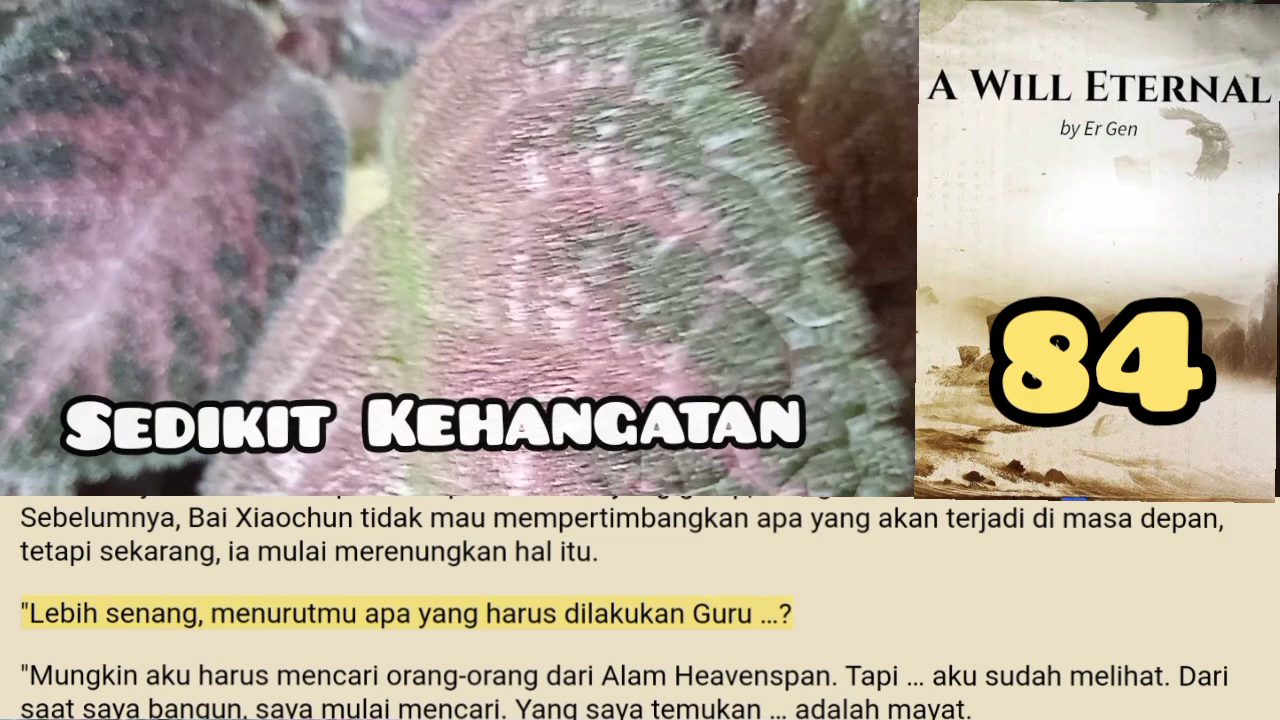 A WILL ETERNAL
by Er Gen
84
SEDIKIT KEHANGATAN
Sebelumnya, Bai Xiaochun tidak mau mempertimbangkan apa yang akan terjadi di masa depan,
tetapi sekarang, ia mulai merenungkan hal itu.
"Lebih senang, menurutmu apa yang harus dilakukan Guru ...?
"Mungkin aku harus mencari orang-orang dari Alam Heavenspan. Tapi ... aku sudah melihat. Dari
saat saya bangun, saya mulai mencari. Yang saya temukan ... adalah mayat.